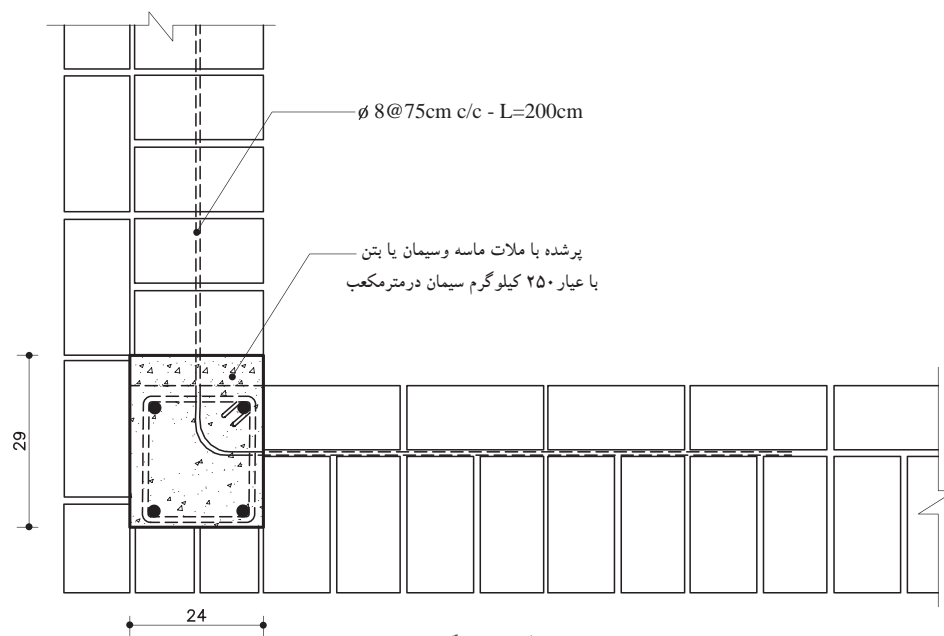 ø 8@75cm c/c - L=200cm
پرشده با ملات ماسه وسیمان یا بتن
با عیار ۲۵۰ کیلوگرم سیمان درمترمکعب
29
24